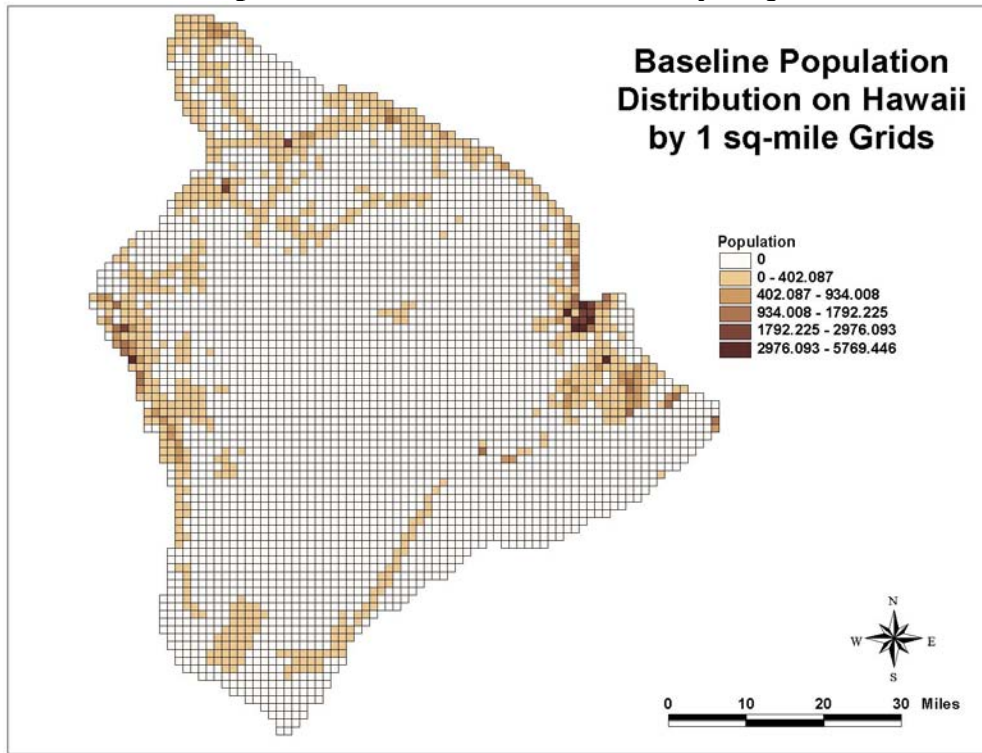 Baseline Population
Distribution on Hawaii
by 1 sq-mile Grids
Population
0
0 - 402.087
402.087 - 934.008
934.008 - 1792.225
1792.225 - 2976.093
2976.093 - 5769.446
N
W E
S
0 10 20 30 Miles